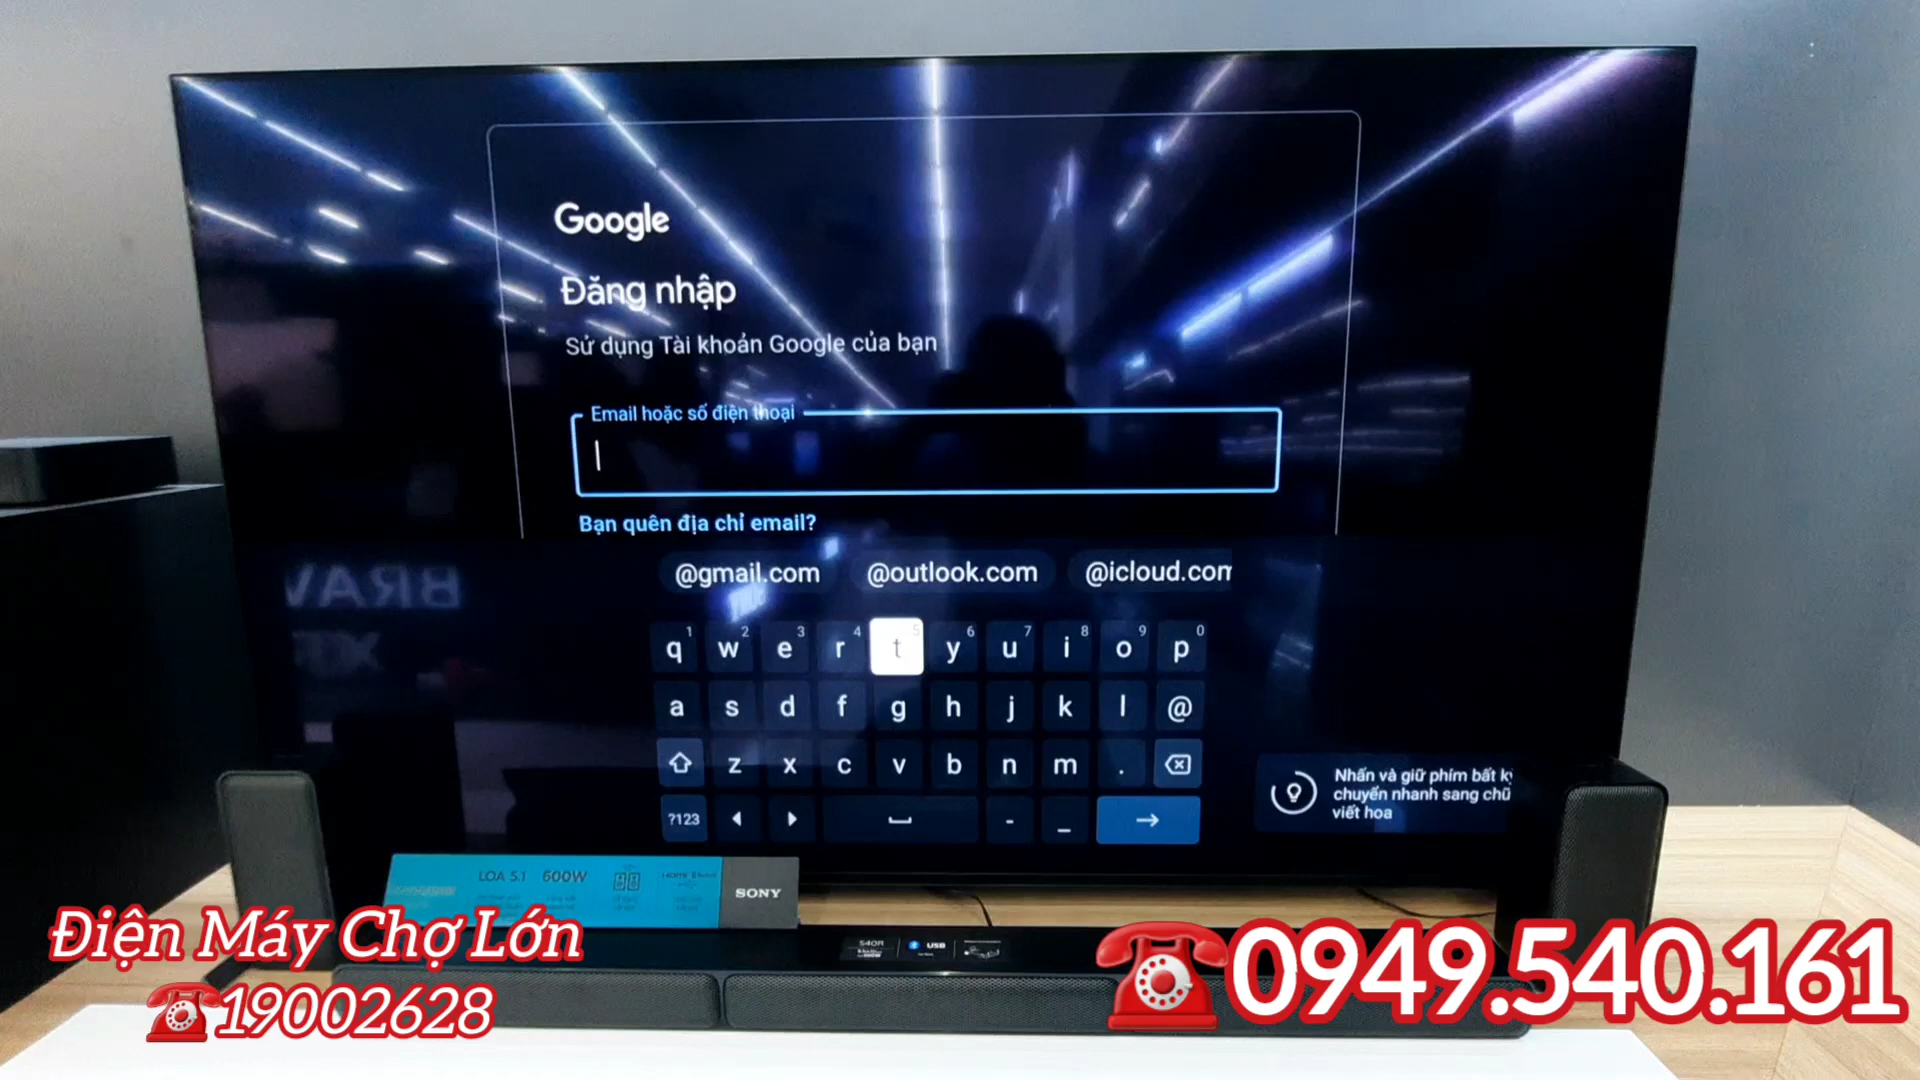 Google
Đăng nhập
Sử dụng Tài khoản Google của bạn
Email hoặc số điện thoại
Bạn quên địa chỉ email?
@gmail.com @outlook.com @icloud.com
q 1 w 2 e 3 r 4 t 5 y 6 u 7 i 8 o 9 p 0
a s d f g h j k l @
z x c v b n m .
?123 - _
Nhấn và giữ phím bất kỳ
chuyển nhanh sang chữ
viết hoa
BRAV
LOA 5.1 600W
SONY
S40R USB
Điện Máy Chợ Lớn
19002628
0949.540.161